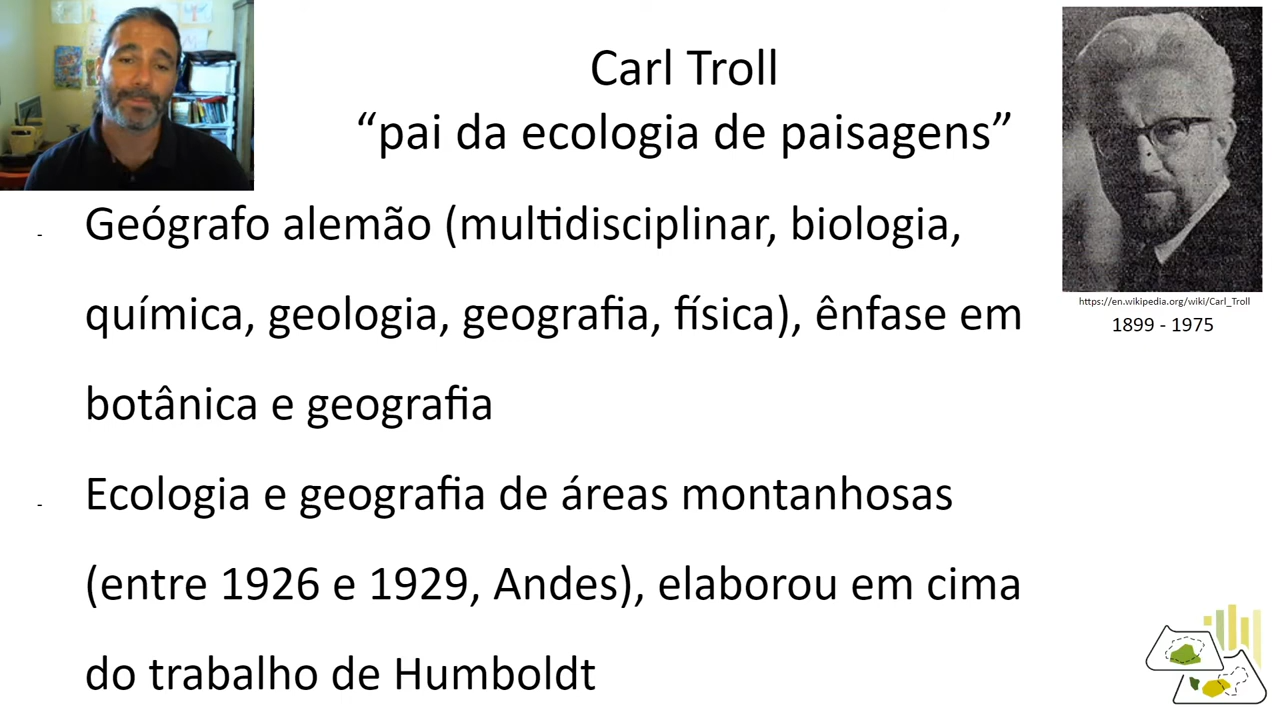 Carl Troll
“pai da ecologia de paisagens”
- Geógrafo alemão (multidisciplinar, biologia,
química, geologia, geografia, física), ênfase em
botânica e geografia
- Ecologia e geografia de áreas montanhosas
(entre 1926 e 1929, Andes), elaborou em cima
do trabalho de Humboldt
https://en.wikipedia.org/wiki/Carl_Troll
1899 - 1975